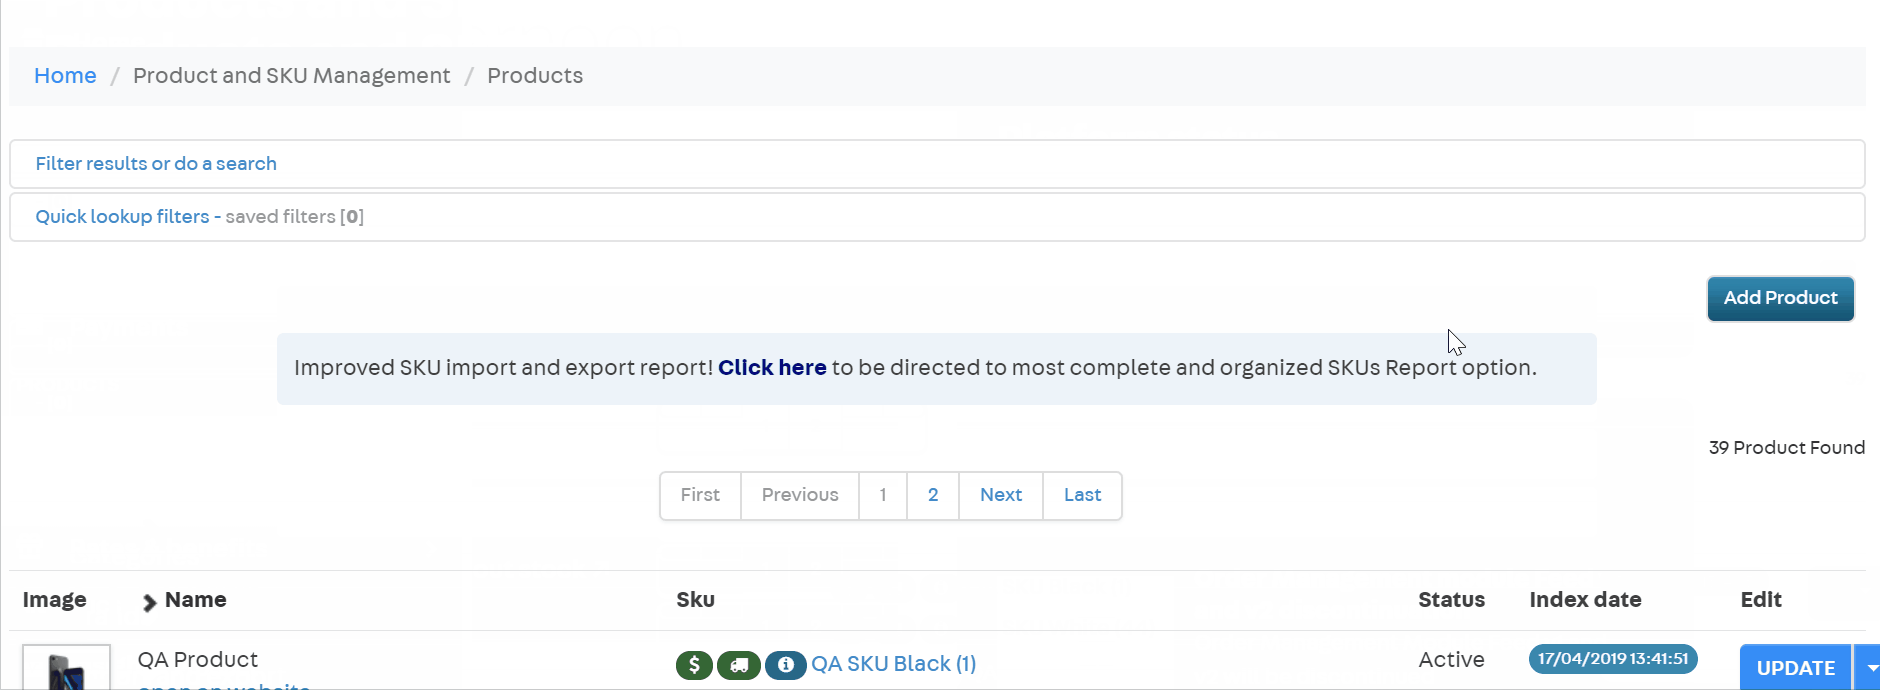 Home / Product and SKU Management / Products
Filter results or do a search
Quick lookup filters - saved filters [0]
Add Product
Improved SKU import and export report! Click here to be directed to most complete and organized SKUs Report option.
39 Product Found
First Previous 1 2 Next Last
Image Name Sku Status Index date Edit
QA Product $ QA SKU Black (1) Active 17/04/2019 13:41:51 UPDATE
open on website